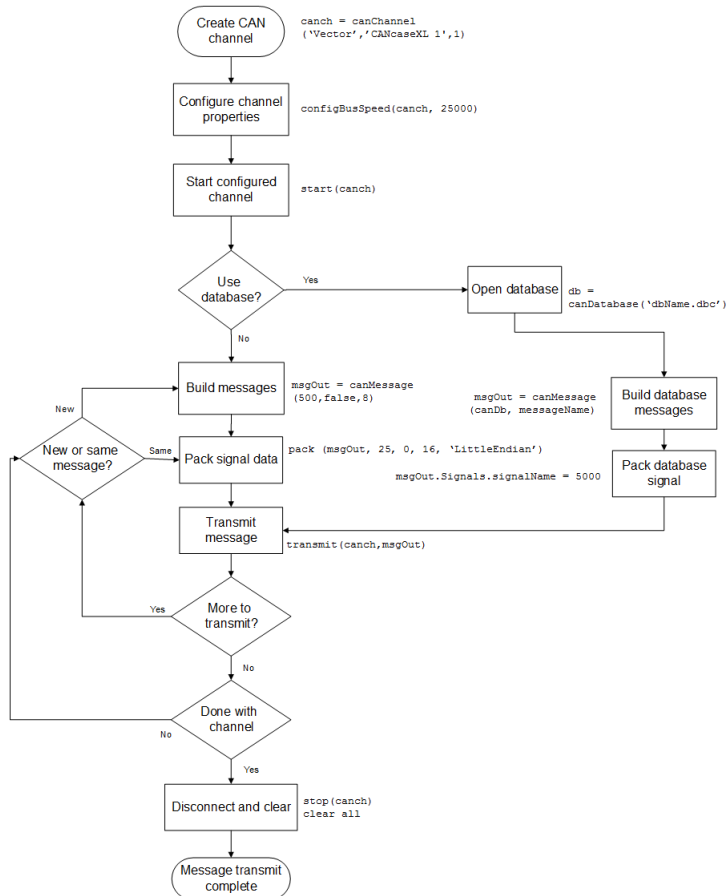 Create CAN
channel
canch = canChannel
(‘Vector’,’CANcaseXL 1’,1)
Configure channel
properties
configBusSpeed(canch, 25000)
Start configured
channel
start(canch)
Use
database?
Yes
Open database
db =
canDatabase(‘dbName.dbc’)
No
Build messages
msgOut = canMessage
(500,false,8)
msgOut = canMessage
(canDb, messageName)
Build database
messages
New
New or same
message?
Same
Pack signal data
pack (msgOut, 25, 0, 16, ‘LittleEndian’)
msgOut.Signals.signalName = 5000
Pack database
signal
Transmit
message
transmit(canch,msgOut)
Yes
More to
transmit?
No
Done with
channel
No
Yes
Disconnect and clear
stop(canch)
clear all
Message transmit
complete